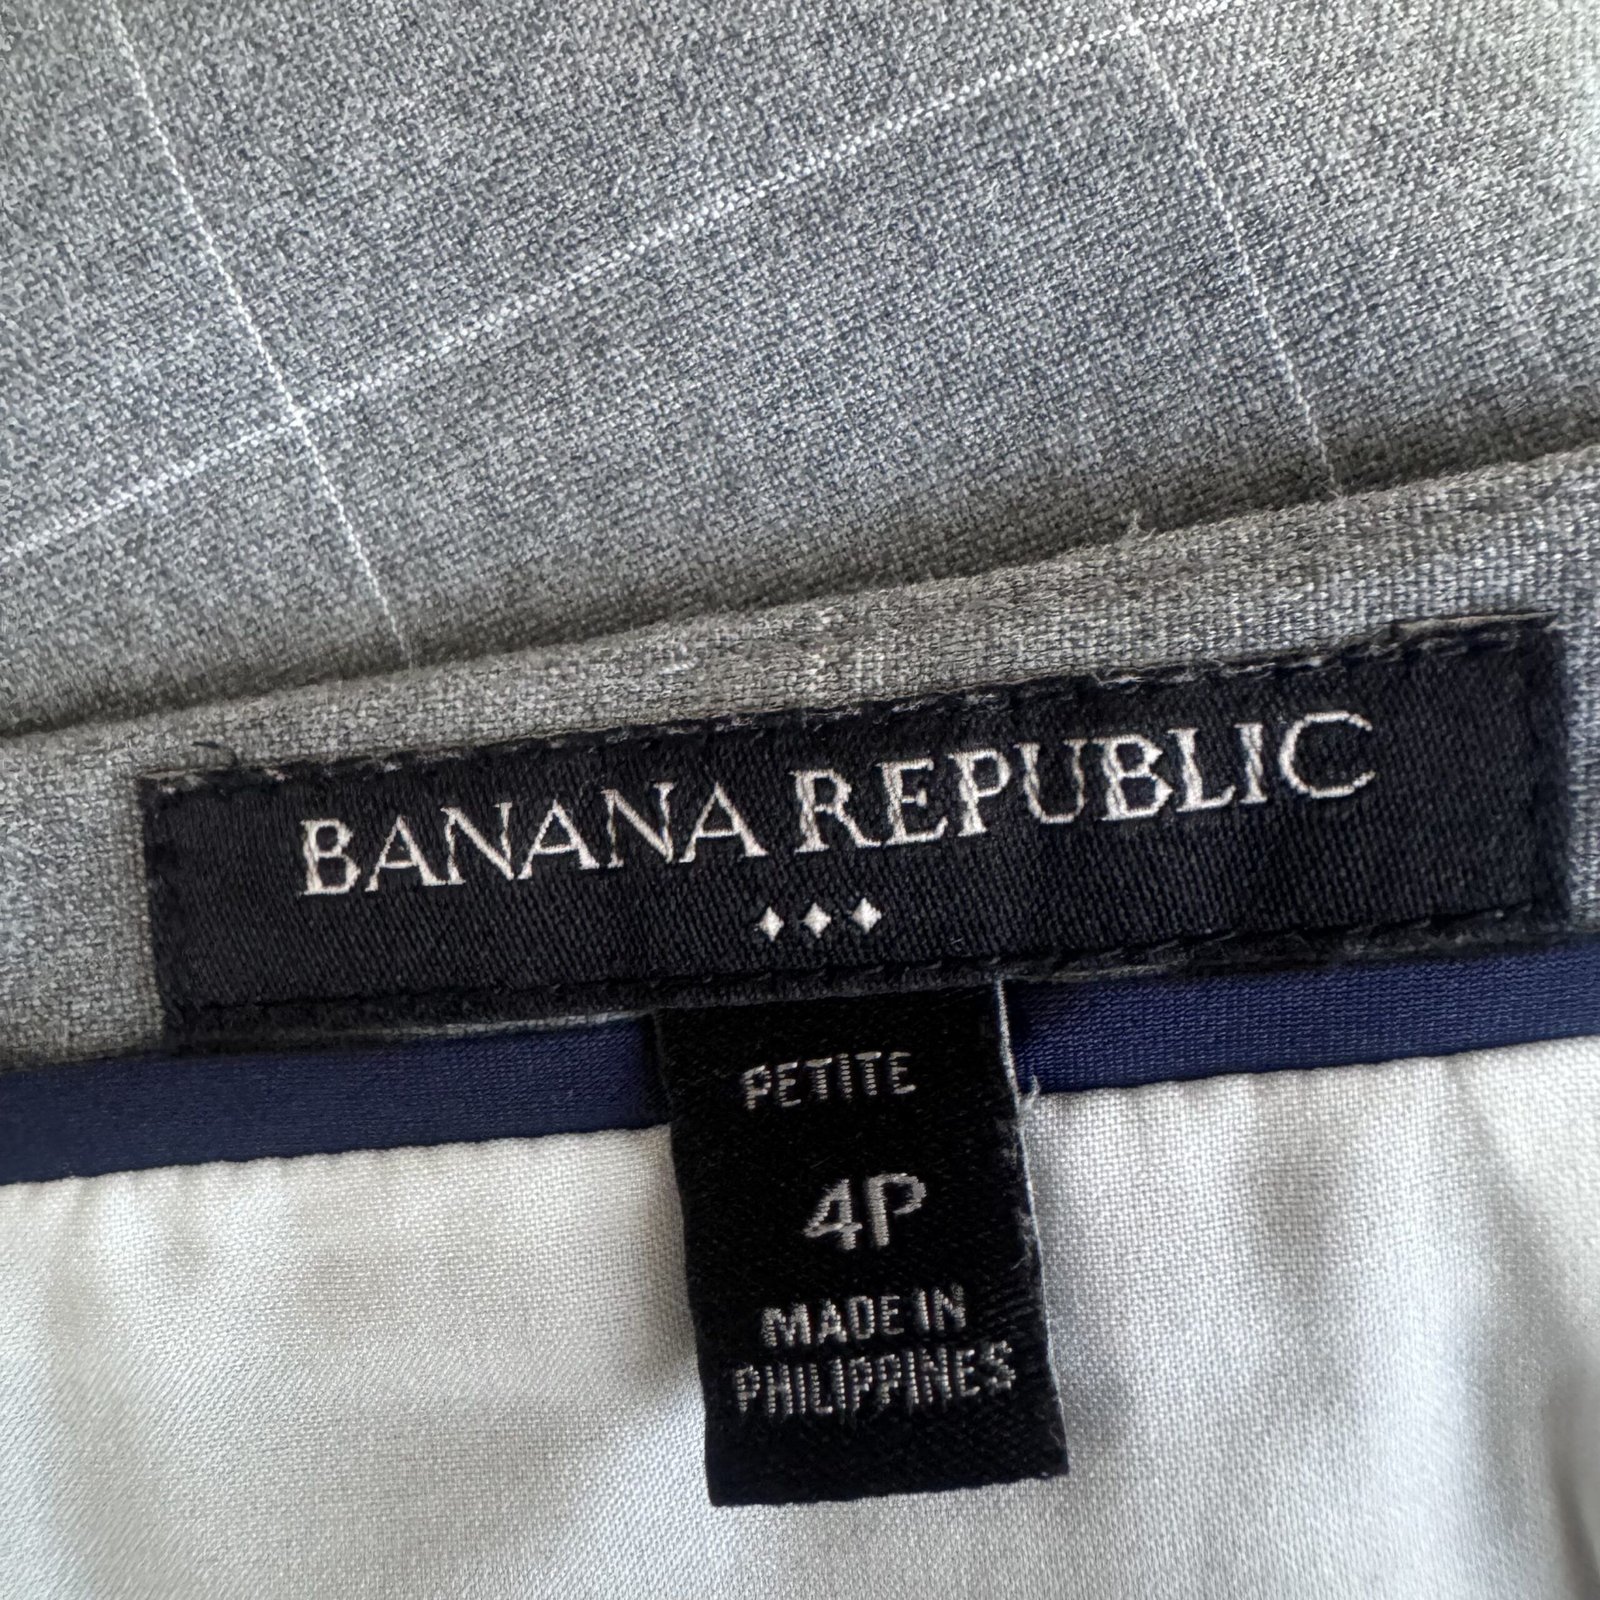 BANANA REPUBLIC
PETITE
4P
MADE IN
PHILIPPINES